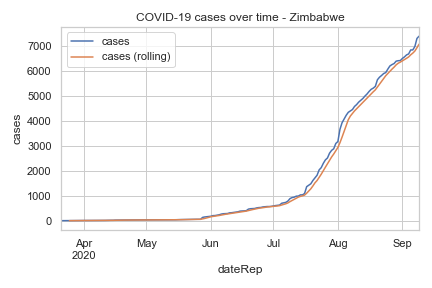 COVID-19 cases over time - Zimbabwe
cases
cases (rolling)
7000
6000
5000
4000
3000
2000
1000
0
cases
Apr
2020
May
Jun
Jul
Aug
Sep
dateRep